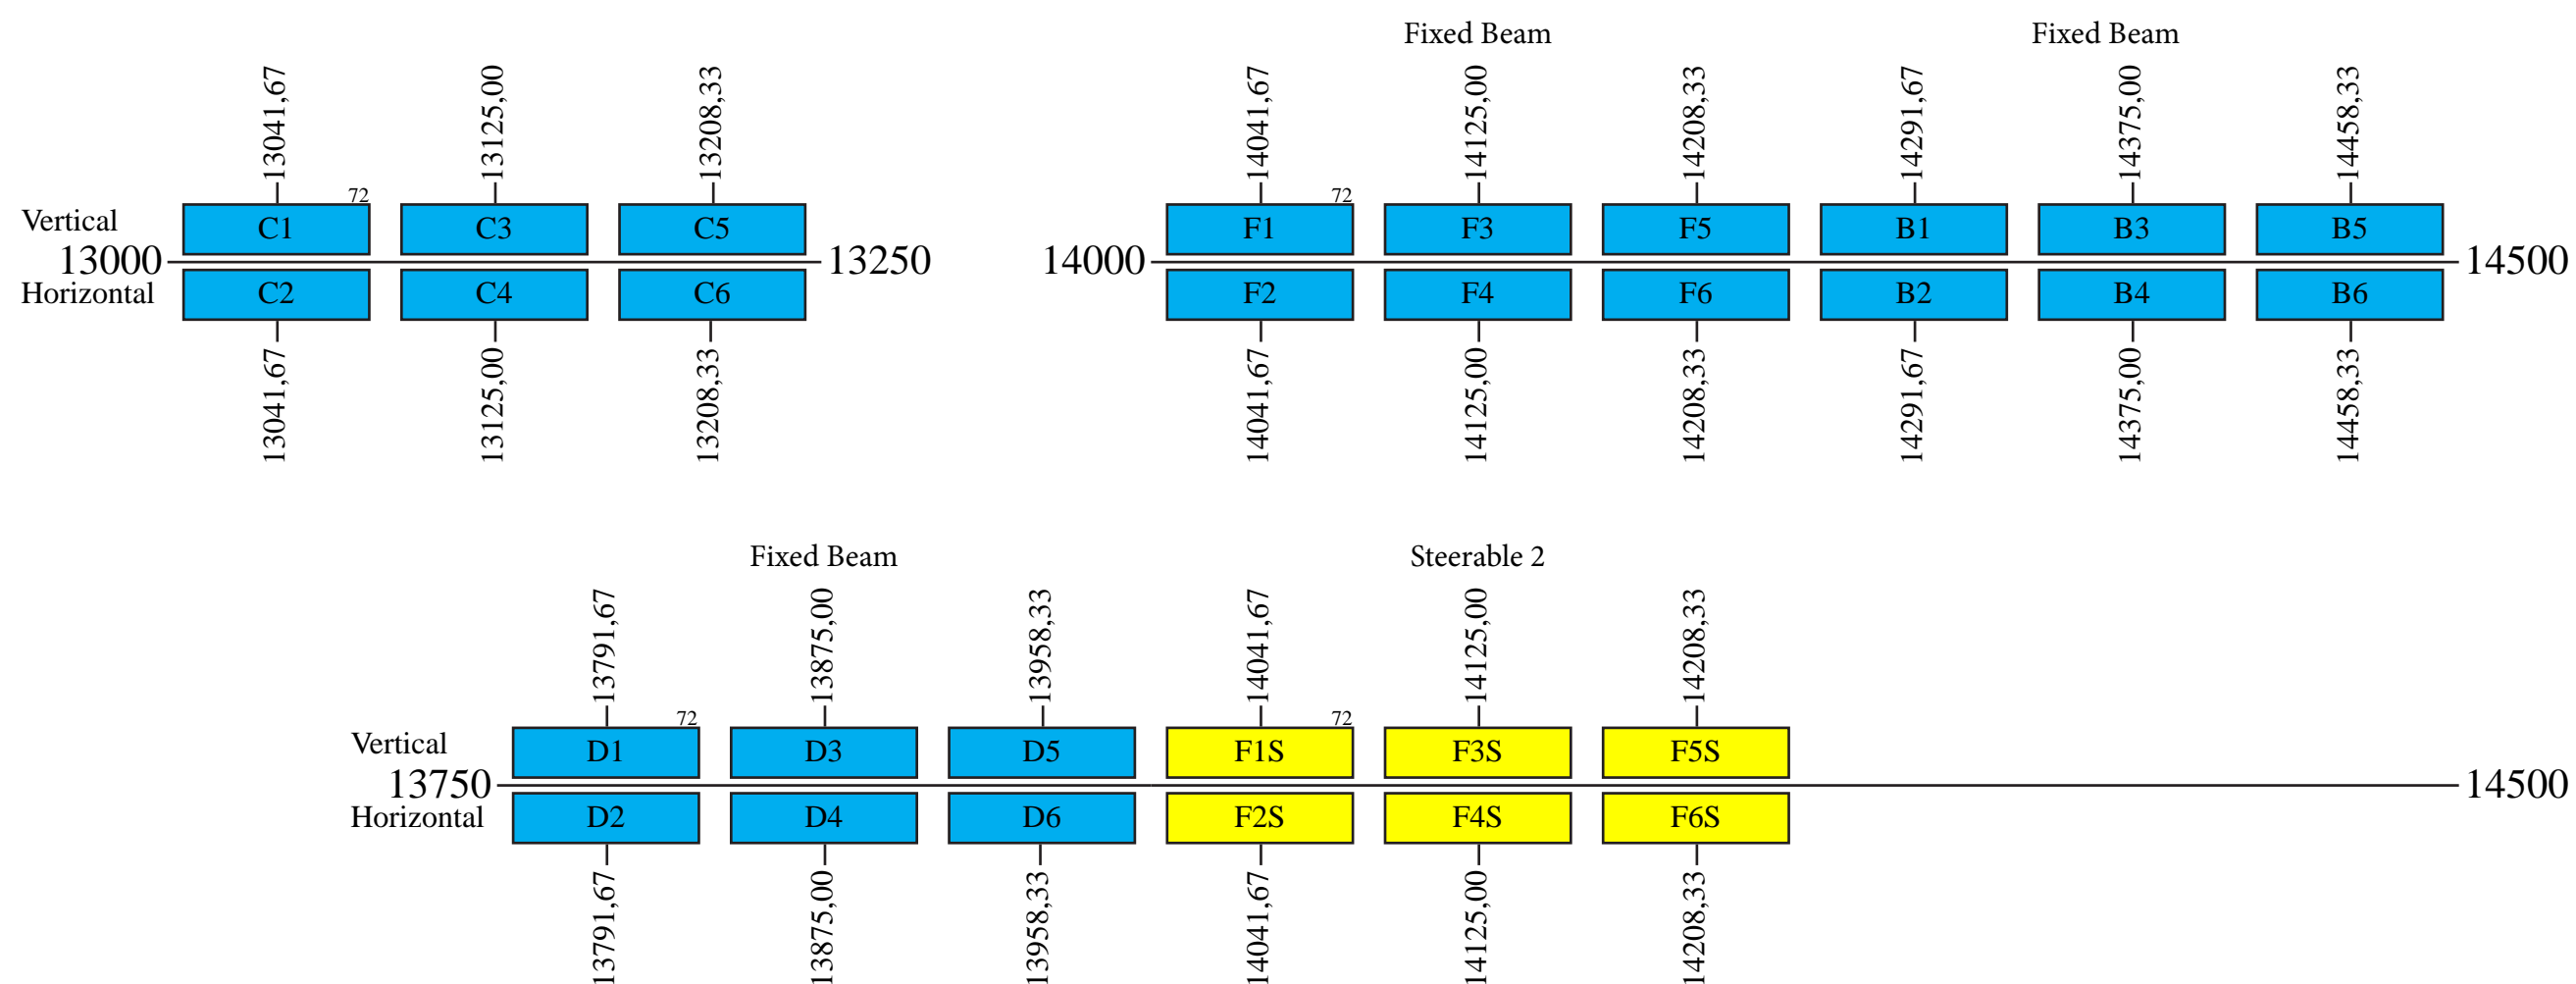 Fixed Beam Fixed Beam
13041,67 13125,00 13208,33 14041,67 14125,00 14208,33 14291,67 14375,00 14458,33
72 72
Vertical C1 C3 C5 F1 F3 F5 B1 B3 B5
13000 13250 14000 14500
Horizontal C2 C4 C6 F2 F4 F6 B2 B4 B6
13041,67 13125,00 13208,33 14041,67 14125,00 14208,33 14291,67 14375,00 14458,33
Fixed Beam Steerable 2
13791,67 13875,00 13958,33 14041,67 14125,00 14208,33
72 72
Vertical D1 D3 D5 F1S F3S F5S
13750 14500
Horizontal D2 D4 D6 F2S F4S F6S
13791,67 13875,00 13958,33 14041,67 14125,00 14208,33